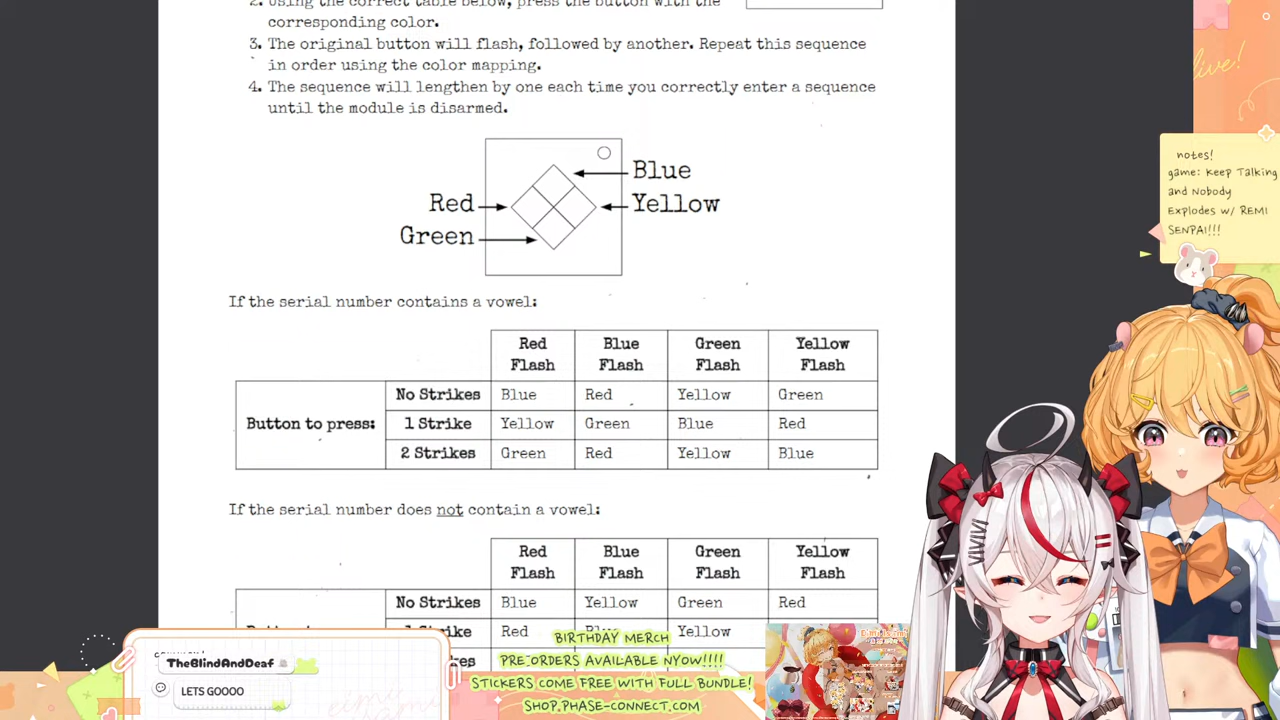 2. Using the correct table below, press the button with the
corresponding color.
3. The original button will flash, followed by another. Repeat this sequence
in order using the color mapping.
4. The sequence will lengthen by one each time you correctly enter a sequence
until the module is disarmed.
Blue
Red
Yellow
Green
If the serial number contains a vowel:
Red Flash Blue Flash Green Flash Yellow Flash
Button to press:
No Strikes Blue Red Yellow Green
1 Strike Yellow Green Blue Red
2 Strikes Green Red Yellow Blue
If the serial number does not contain a vowel:
Red Flash Blue Flash Green Flash Yellow Flash
No Strikes Blue Yellow Green Red
Strike Red Blue Yellow
live!
notes!
game: Keep Talking
and Nobody
Explodes w/ REMI
SENPAI!!!
TheBlindAndDeaf
LETS GOOOO
BIRTHDAY MERCH
PRE-ORDERS AVAILABLE NYOW!!!!
STICKERS COME FREE WITH FULL BUNDLE!
SHOP.PHASE-CONNECT.COM